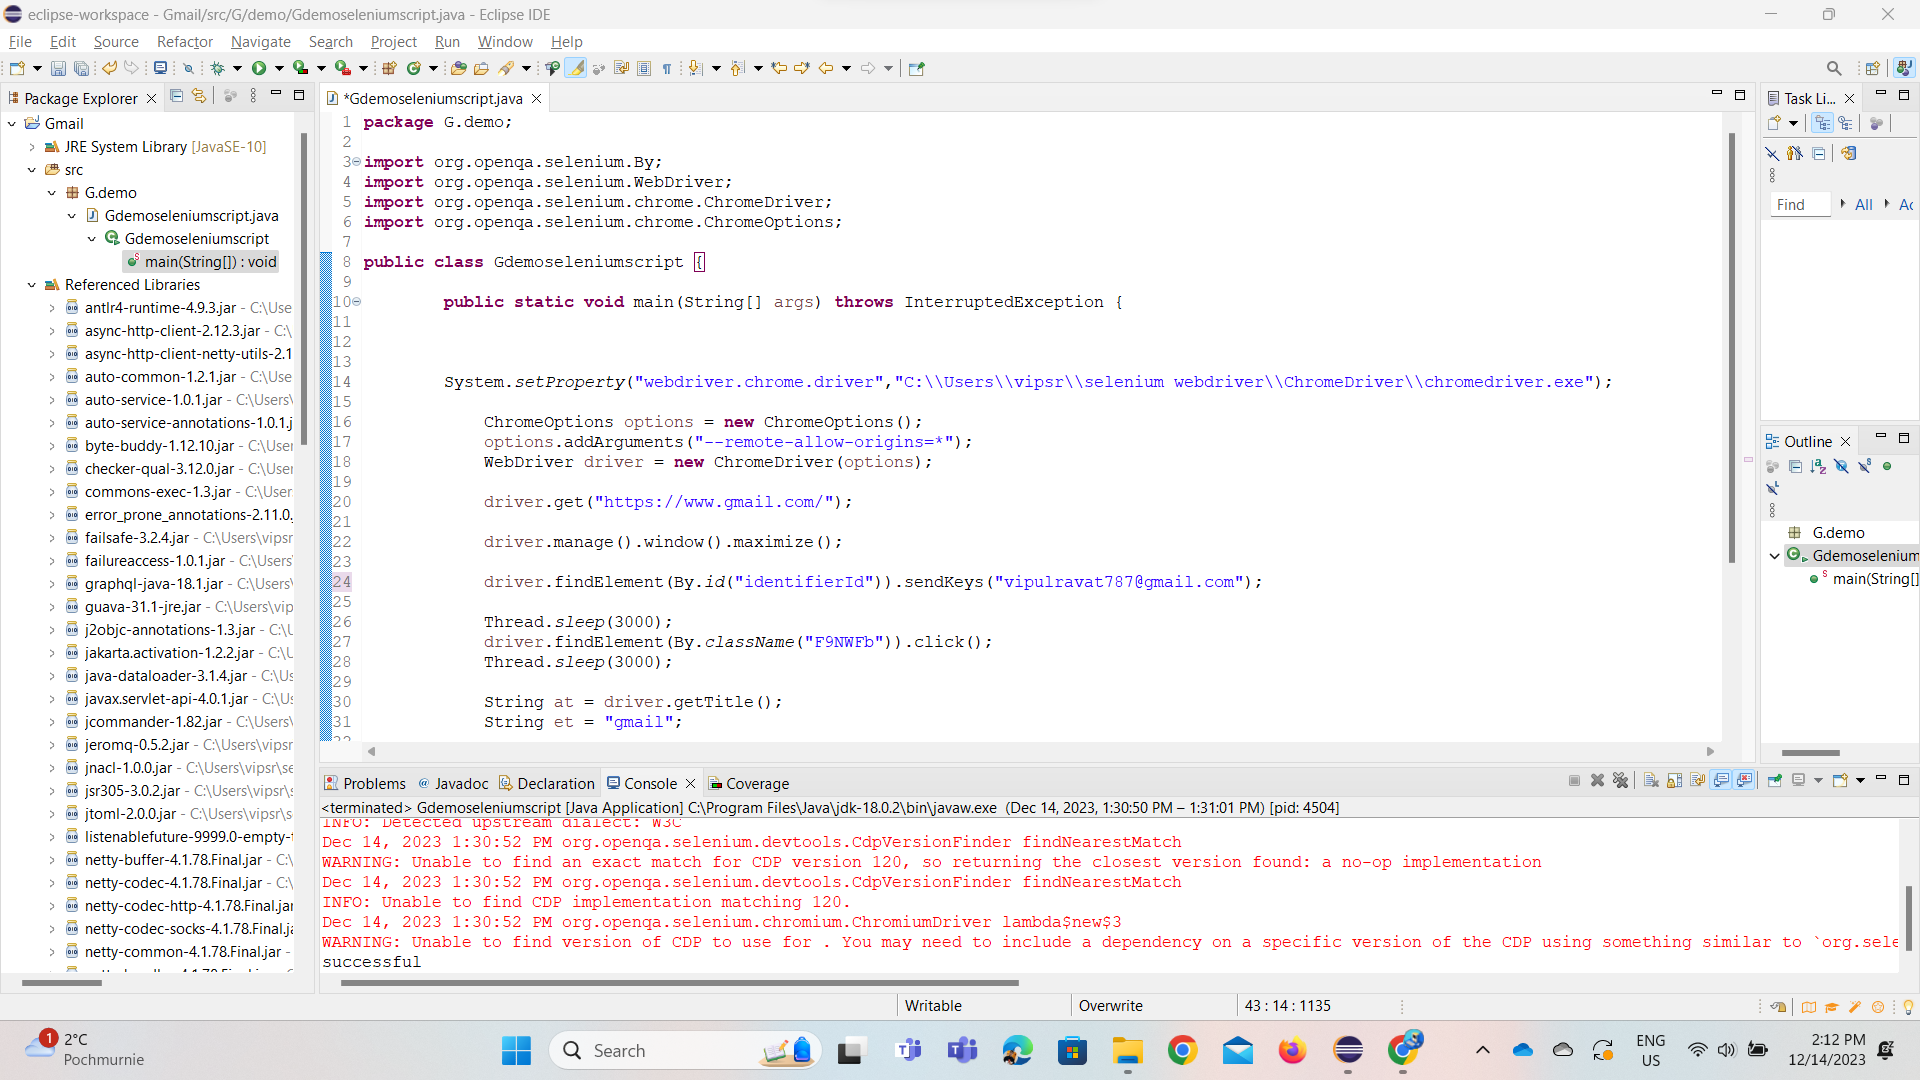 eclipse-workspace - Gmail/src/G/demo/Gdemoseleniumscript.java - Eclipse IDE
File Edit Source Refactor Navigate Search Project Run Window Help
Package Explorer
Gmail
JRE System Library [JavaSE-10]
src
G.demo
Gdemoseleniumscript.java
Gdemoseleniumscript
main(String[]) : void
Referenced Libraries
antlr4-runtime-4.9.3.jar - C:\Use
async-http-client-2.12.3.jar - C:\
async-http-client-netty-utils-2.1
auto-common-1.2.1.jar - C:\Use
auto-service-1.0.1.jar - C:\Users\
auto-service-annotations-1.0.1.j
byte-buddy-1.12.10.jar - C:\User
checker-qual-3.12.0.jar - C:\User
commons-exec-1.3.jar - C:\User
error_prone_annotations-2.11.0.
failsafe-3.2.4.jar - C:\Users\vipsr\
failureaccess-1.0.1.jar - C:\Users\
graphql-java-18.1.jar - C:\Users\
guava-31.1-jre.jar - C:\Users\vip
j2objc-annotations-1.3.jar - C:\U
jakarta.activation-1.2.2.jar - C:\U
java-dataloader-3.1.4.jar - C:\Us
javax.servlet-api-4.0.1.jar - C:\Us
jcommander-1.82.jar - C:\Users\
jeromq-0.5.2.jar - C:\Users\vipsr
jnacl-1.0.0.jar - C:\Users\vipsr\se
jsr305-3.0.2.jar - C:\Users\vipsr\s
jtoml-2.0.0.jar - C:\Users\vipsr\se
listenablefuture-9999.0-empty-
netty-buffer-4.1.78.Final.jar - C:\
netty-codec-4.1.78.Final.jar - C:\
netty-codec-http-4.1.78.Final.jar
netty-codec-socks-4.1.78.Final.ja
netty-common-4.1.78.Final.jar -
*Gdemoseleniumscript.java
1 package G.demo;
2
3 import org.openqa.selenium.By;
4 import org.openqa.selenium.WebDriver;
5 import org.openqa.selenium.chrome.ChromeDriver;
6 import org.openqa.selenium.chrome.ChromeOptions;
7
8 public class Gdemoseleniumscript {
9
10 public static void main(String[] args) throws InterruptedException {
11
12
13
14 System.setProperty("webdriver.chrome.driver","C:\\Users\\vipsr\\selenium webdriver\\ChromeDriver\\chromedriver.exe");
15
16 ChromeOptions options = new ChromeOptions();
17 options.addArguments("--remote-allow-origins=*");
18 WebDriver driver = new ChromeDriver(options);
19
20 driver.get("https://www.gmail.com/");
21
22 driver.manage().window().maximize();
23
24 driver.findElement(By.id("identifierId")).sendKeys("vipulravat787@gmail.com");
25
26 Thread.sleep(3000);
27 driver.findElement(By.className("F9NWFb")).click();
28 Thread.sleep(3000);
29
30 String at = driver.getTitle();
31 String et = "gmail";
Task Li...
Find All Ac
Outline
G.demo
Gdemoselenium
main(String[]
Problems Javadoc Declaration Console Coverage
<terminated> Gdemoseleniumscript [Java Application] C:\Program Files\Java\jdk-18.0.2\bin\javaw.exe (Dec 14, 2023, 1:30:50 PM – 1:31:01 PM) [pid: 4504]
INFO: Detected upstream dialect: W3C
Dec 14, 2023 1:30:52 PM org.openqa.selenium.devtools.CdpVersionFinder findNearestMatch
WARNING: Unable to find an exact match for CDP version 120, so returning the closest version found: a no-op implementation
Dec 14, 2023 1:30:52 PM org.openqa.selenium.devtools.CdpVersionFinder findNearestMatch
INFO: Unable to find CDP implementation matching 120.
Dec 14, 2023 1:30:52 PM org.openqa.selenium.chromium.ChromiumDriver lambda$new$3
WARNING: Unable to find version of CDP to use for . You may need to include a dependency on a specific version of the CDP using something similar to `org.sele
successful
Writable Overwrite 43 : 14 : 1135
1 2°C
Pochmurnie
Search
ENG
US
2:12 PM
12/14/2023